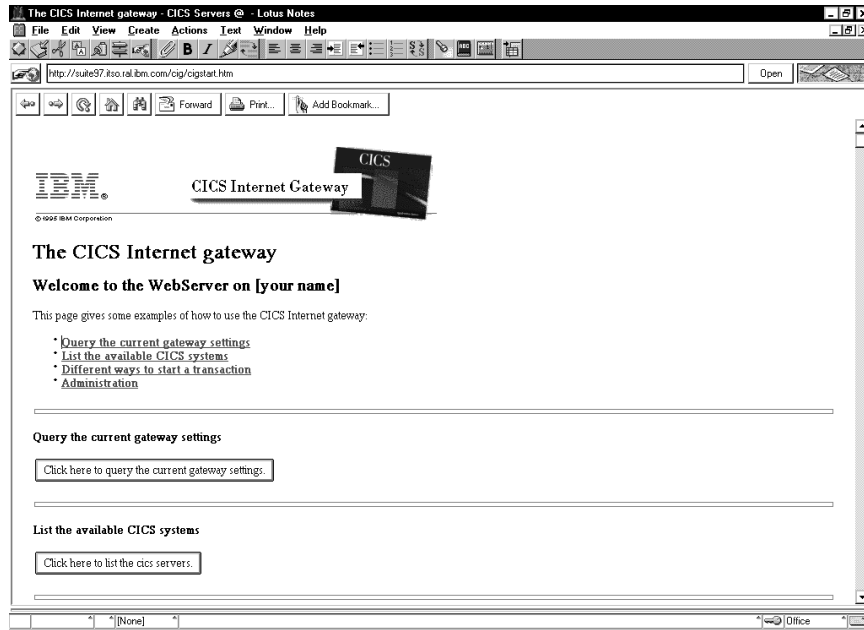 The CICS Internet gateway - CICS Servers @ - Lotus Notes
File Edit View Create Actions Text Window Help
http://suite97.itso.ral.ibm.com/cig/cigstart.htm
Open
Forward Print... Add Bookmark...
CICS
IBM®
CICS Internet Gateway
© 1995 IBM Corporation
The CICS Internet gateway
Welcome to the WebServer on [your name]
This page gives some examples of how to use the CICS Internet gateway:
• Query the current gateway settings
• List the available CICS systems
• Different ways to start a transaction
• Administration
Query the current gateway settings
Click here to query the current gateway settings.
List the available CICS systems
Click here to list the cics servers.
[None] Office